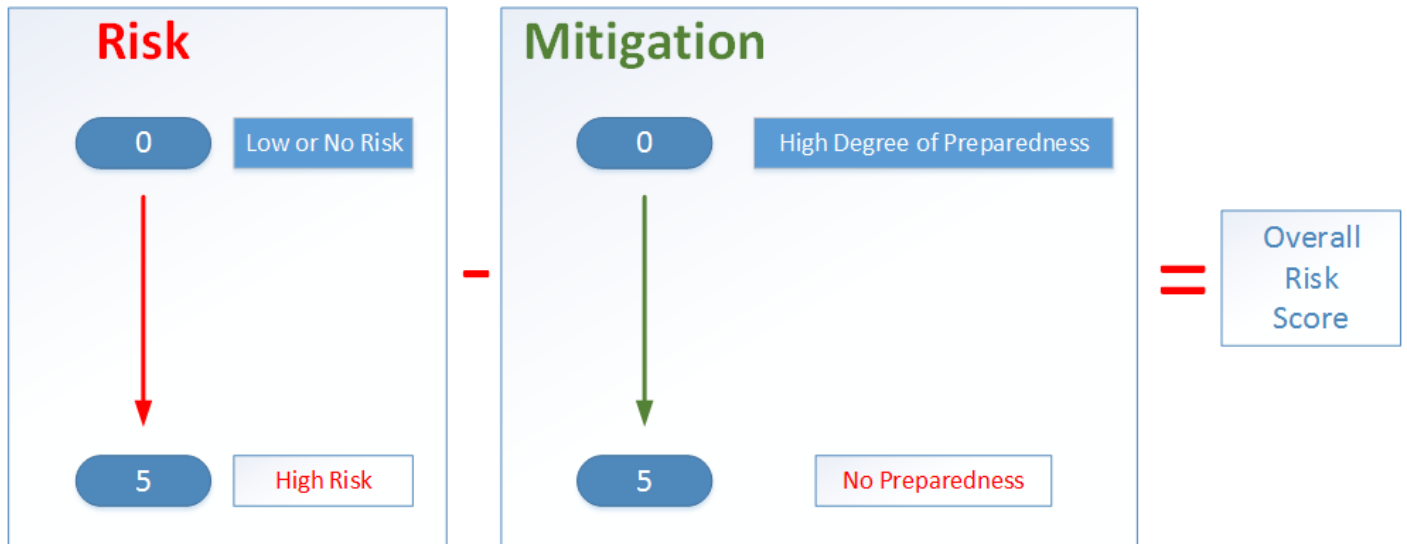 Risk
0
Low or No Risk
5
High Risk
-
Mitigation
0
High Degree of Preparedness
5
No Preparedness
=
Overall
Risk
Score